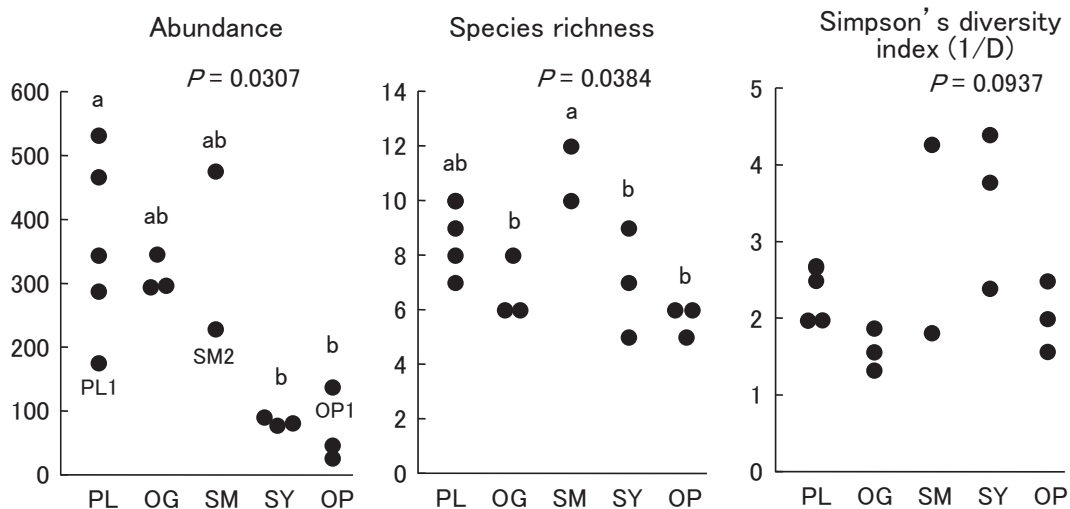 Abundance
P = 0.0307
600
500
400
300
200
100
0
a
ab
ab
b
b
PL1
SM2
OP1
PL OG SM SY OP
Species richness
P = 0.0384
14
12
10
8
6
4
2
0
ab
b
a
b
b
PL OG SM SY OP
Simpson’s diversity
index (1/D)
P = 0.0937
5
4
3
2
1
0
PL OG SM SY OP